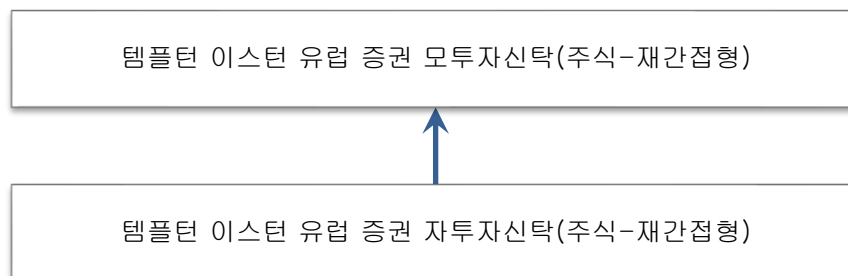 템플턴 이스턴 유럽 증권 모투자신탁(주식-재간접형)
템플턴 이스턴 유럽 증권 자투자신탁(주식-재간접형)